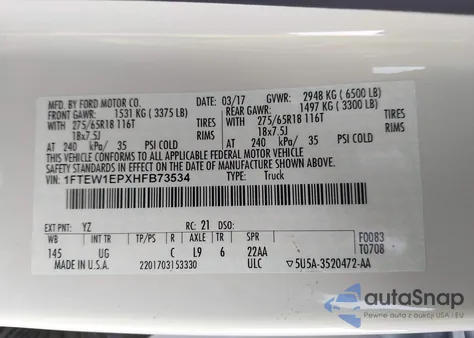 MFD. BY FORD MOTOR CO. DATE: 03/17 GVWR: 2948 KG ( 6500 LB)
FRONT GAWR: 1531 KG ( 3375 LB) REAR GAWR: 1497 KG ( 3300 LB)
WITH 275/65R18 116T TIRES WITH 275/65R18 116T TIRES
18x7.5J RIMS 18x7.5J RIMS
AT 240 kPa/ 35 PSI COLD AT 240 kPa/ 35
THIS VEHICLE CONFORMS TO ALL APPLICABLE FEDERAL MOTOR VEHICLE
SAFETY STANDARDS IN EFFECT ON THE DATE OF MANUFACTURE SHOWN
VIN: 1FTEW1EPXHFB73534 TYPE: Truck
EXT PNT: YZ RC: 21 DSO:
WB INT TR TP/PS R AXLE TR SPR F0083
145 UG C L9 6 22AA T0708
MADE IN U.S.A. 22017031S3330 ULC ▽5U5A-3520472-AA
autoSnap
Pewne auta z aukcji USA i EU